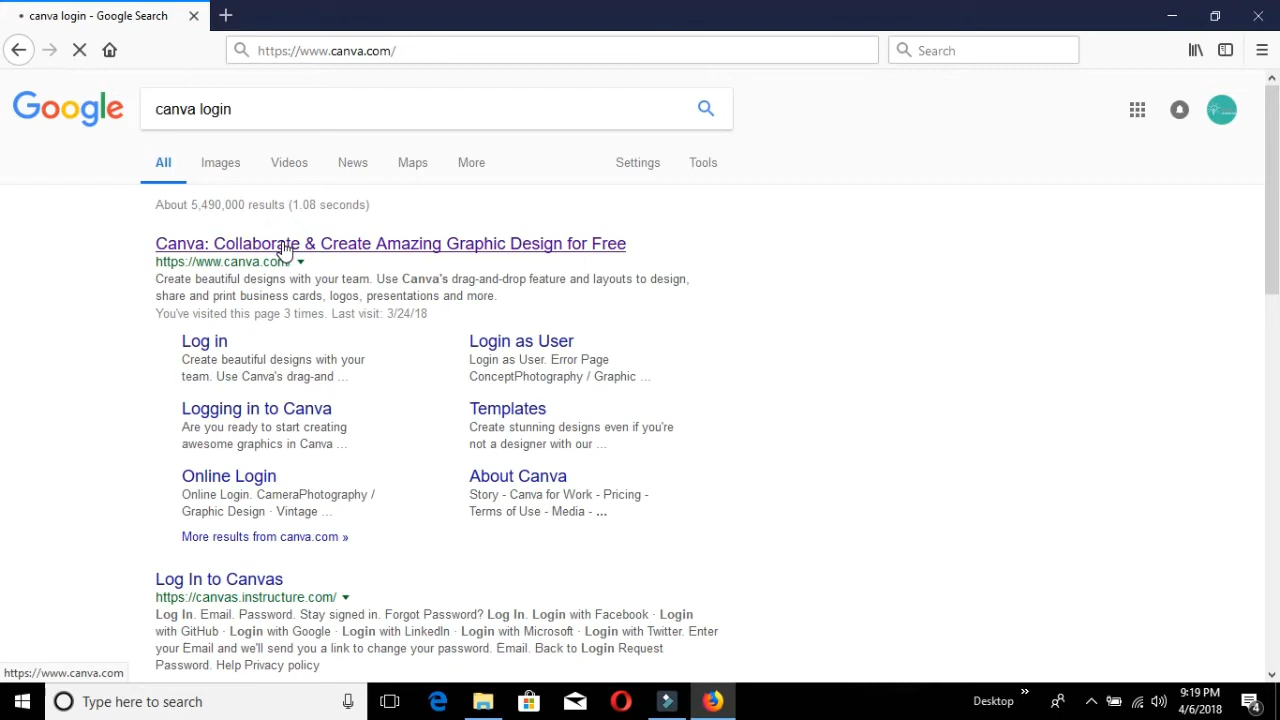 canva login - Google Search
https://www.canva.com/
Search
Google
canva login
All Images Videos News Maps More Settings Tools
About 5,490,000 results (1.08 seconds)
Canva: Collaborate & Create Amazing Graphic Design for Free
https://www.canva.com/
Create beautiful designs with your team. Use Canva's drag-and-drop feature and layouts to design,
share and print business cards, logos, presentations and more.
You've visited this page 3 times. Last visit: 3/24/18
Log in
Create beautiful designs with your
team. Use Canva's drag-and ...
Login as User
Login as User. Error Page
ConceptPhotography / Graphic ...
Logging in to Canva
Are you ready to start creating
awesome graphics in Canva ...
Templates
Create stunning designs even if you're
not a designer with our ...
Online Login
Online Login. CameraPhotography /
Graphic Design · Vintage ...
About Canva
Story - Canva for Work - Pricing -
Terms of Use - Media - ...
More results from canva.com »
Log In to Canvas
https://canvas.instructure.com/
Log In. Email. Password. Stay signed in. Forgot Password? Log In. Login with Facebook · Login
with GitHub · Login with Google · Login with LinkedIn · Login with Microsoft · Login with Twitter. Enter
your Email and we'll send you a link to change your password. Email. Back to Login Request
Password. Help Privacy policy
https://www.canva.com
Type here to search
Desktop
9:19 PM
4/6/2018
4